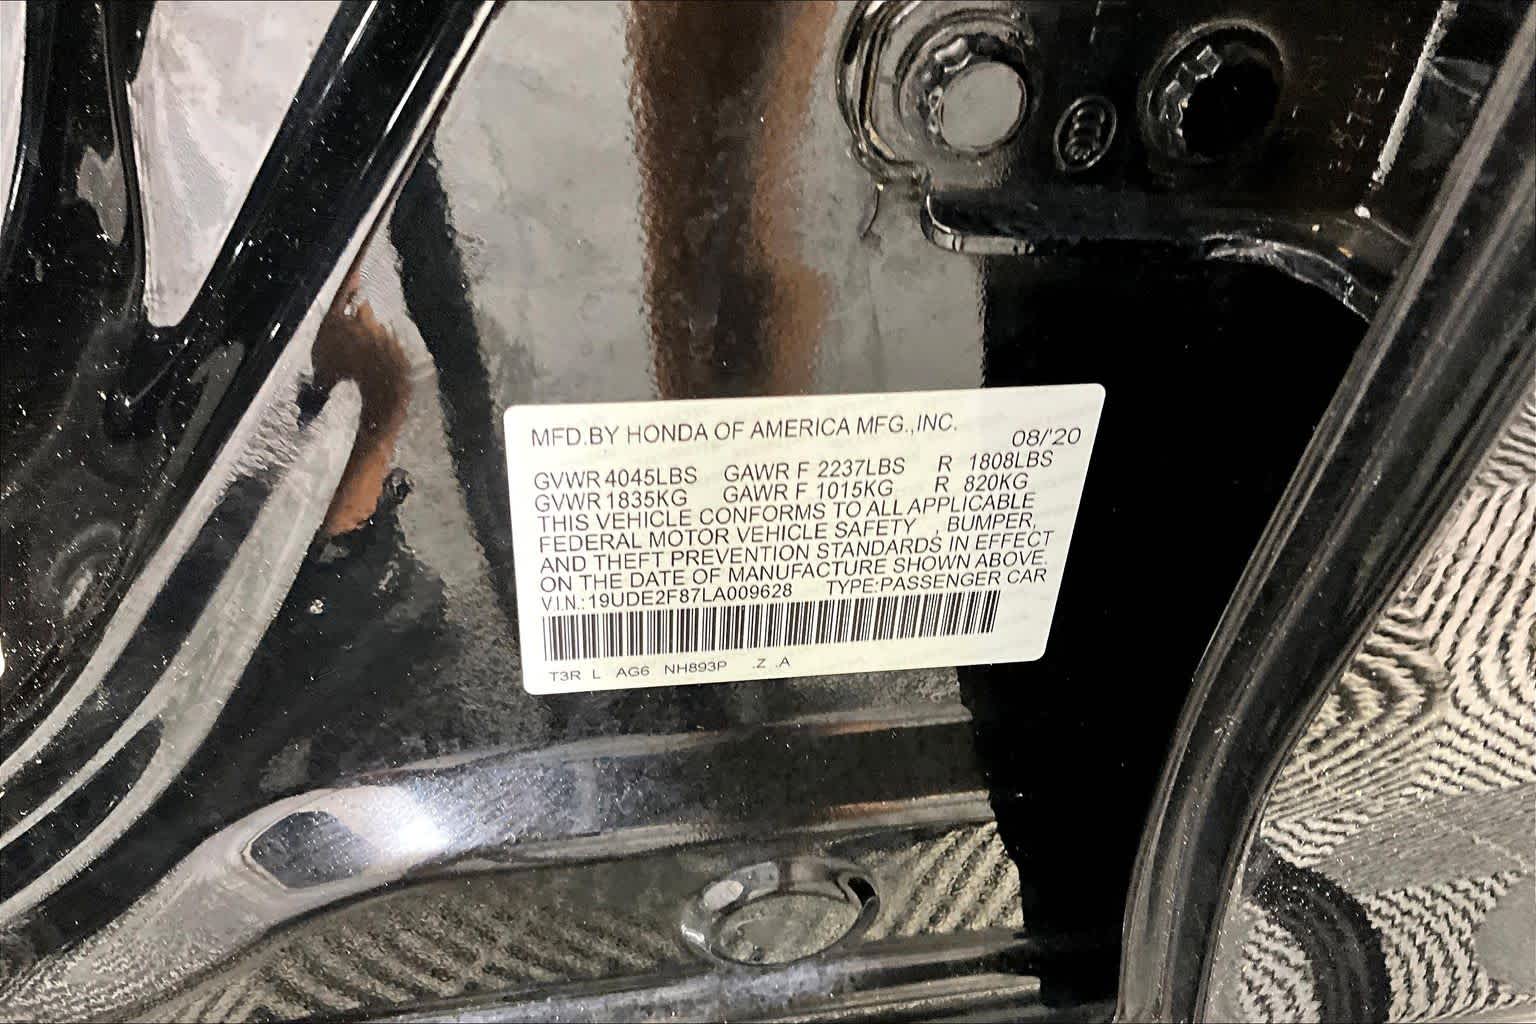 MFD.BY HONDA OF AMERICA MFG.,INC.
08/'20
GVWR 4045LBS GAWR F 2237LBS R 1808LBS
GVWR 1835KG GAWR F 1015KG R 820KG
THIS VEHICLE CONFORMS TO ALL APPLICABLE
FEDERAL MOTOR VEHICLE SAFETY , BUMPER,
AND THEFT PREVENTION STANDARDS IN EFFECT
ON THE DATE OF MANUFACTURE SHOWN ABOVE.
V.I.N.:19UDE2F87LA009628 TYPE:PASSENGER CAR
T3R L AG6 NH893P .Z .A